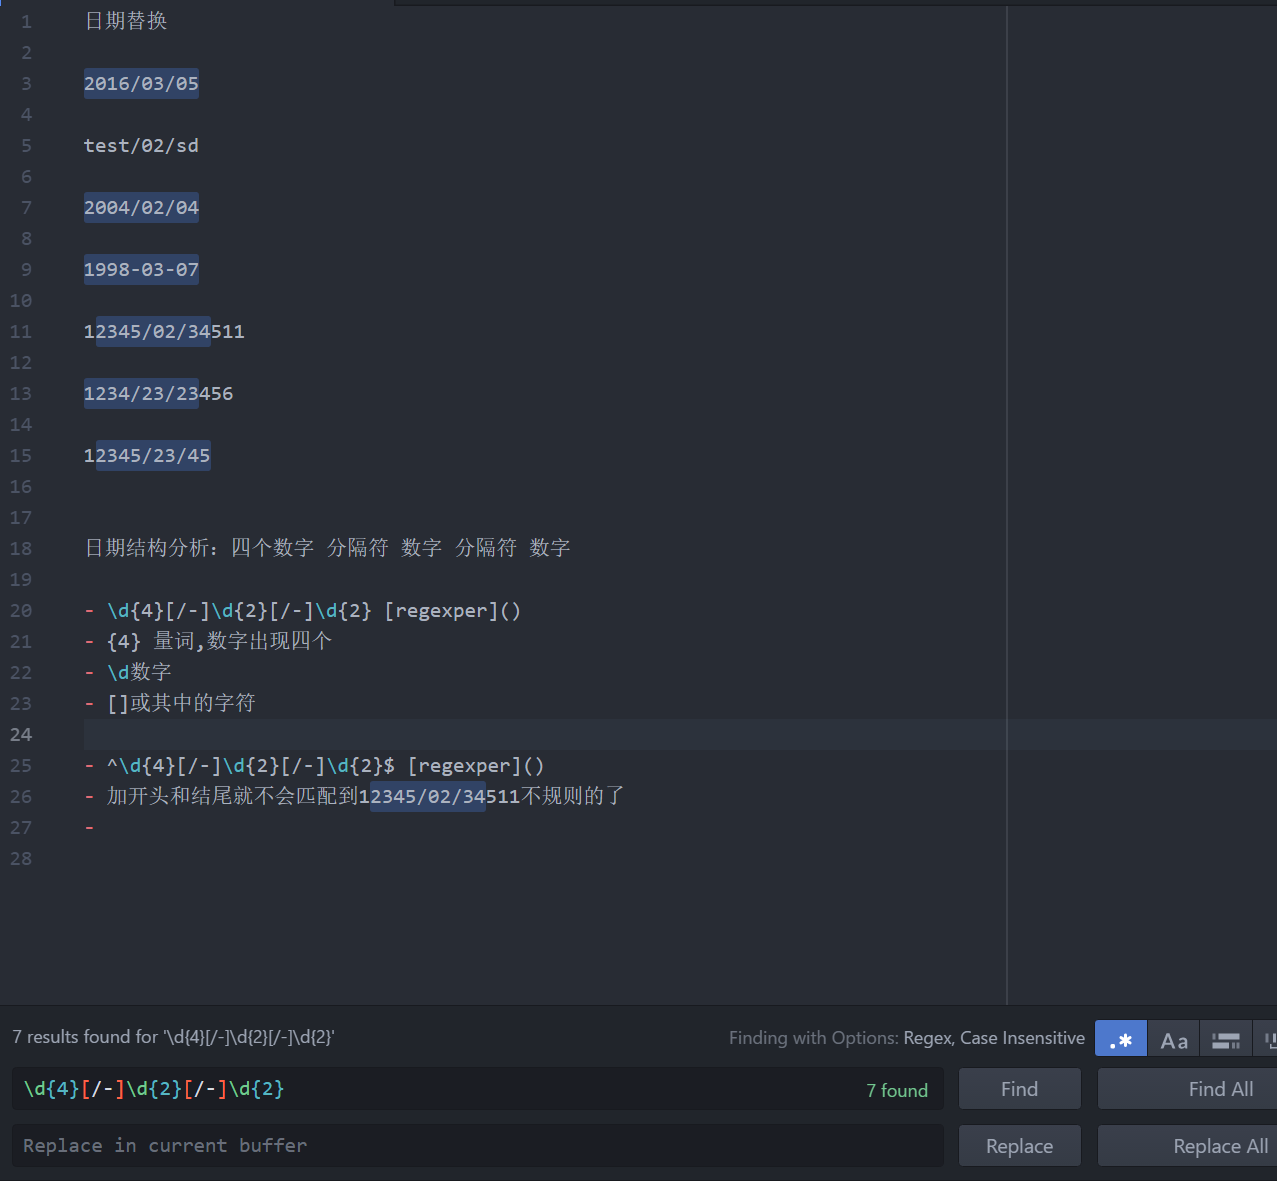 1 日期替换
2
3 2016/03/05
4
5 test/02/sd
6
7 2004/02/04
8
9 1998-03-07
10
11 12345/02/34511
12
13 1234/23/23456
14
15 12345/23/45
16
17
18 日期结构分析：四个数字 分隔符 数字 分隔符 数字
19
20 - \d{4}[/-]\d{2}[/-]\d{2} [regexper]()
21 - {4} 量词,数字出现四个
22 - \d数字
23 - []或其中的字符
24
25 - ^\d{4}[/-]\d{2}[/-]\d{2}$ [regexper]()
26 - 加开头和结尾就不会匹配到12345/02/34511不规则的了
27 -
28
7 results found for '\d{4}[/-]\d{2}[/-]\d{2}' Finding with Options: Regex, Case Insensitive .* Aa
\d{4}[/-]\d{2}[/-]\d{2} 7 found Find Find All
Replace in current buffer Replace Replace All